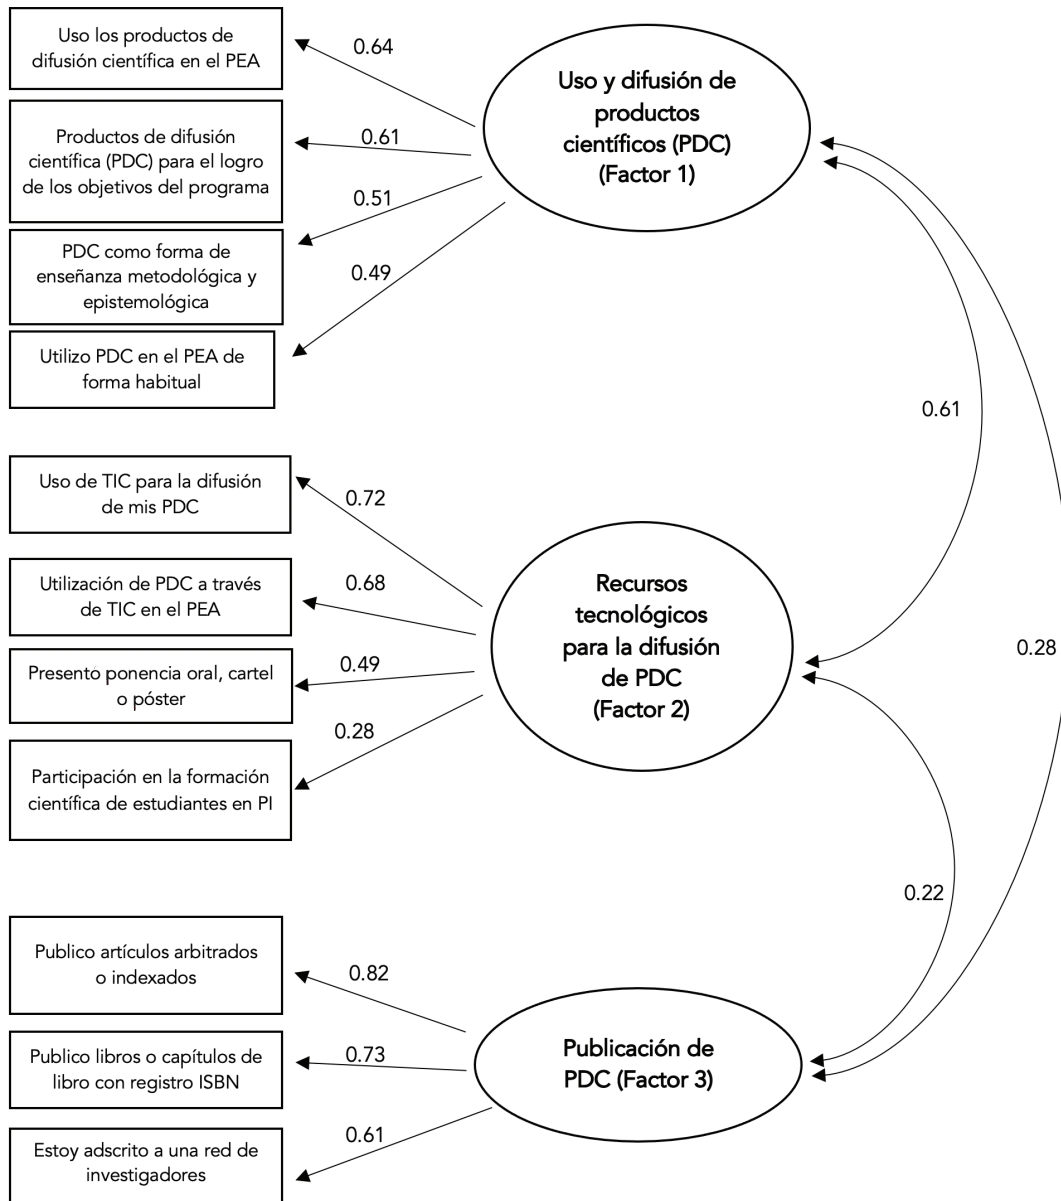 Uso los productos de
difusión científica en el PEA
0.64
Productos de difusión
científica (PDC) para el logro
de los objetivos del programa
0.61
PDC como forma de
enseñanza metodológica y
epistemológica
0.51
Utilizo PDC en el PEA de
forma habitual
0.49
Uso y difusión de
productos
científicos (PDC)
(Factor 1)
0.61
Uso de TIC para la difusión
de mis PDC
0.72
Utilización de PDC a través
de TIC en el PEA
0.68
Presento ponencia oral, cartel
o póster
0.49
Participación en la formación
científica de estudiantes en PI
0.28
Recursos
tecnológicos
para la difusión
de PDC
(Factor 2)
0.28
0.22
Publico artículos arbitrados
o indexados
0.82
Publico libros o capítulos de
libro con registro ISBN
0.73
Estoy adscrito a una red de
investigadores
0.61
Publicación de
PDC (Factor 3)